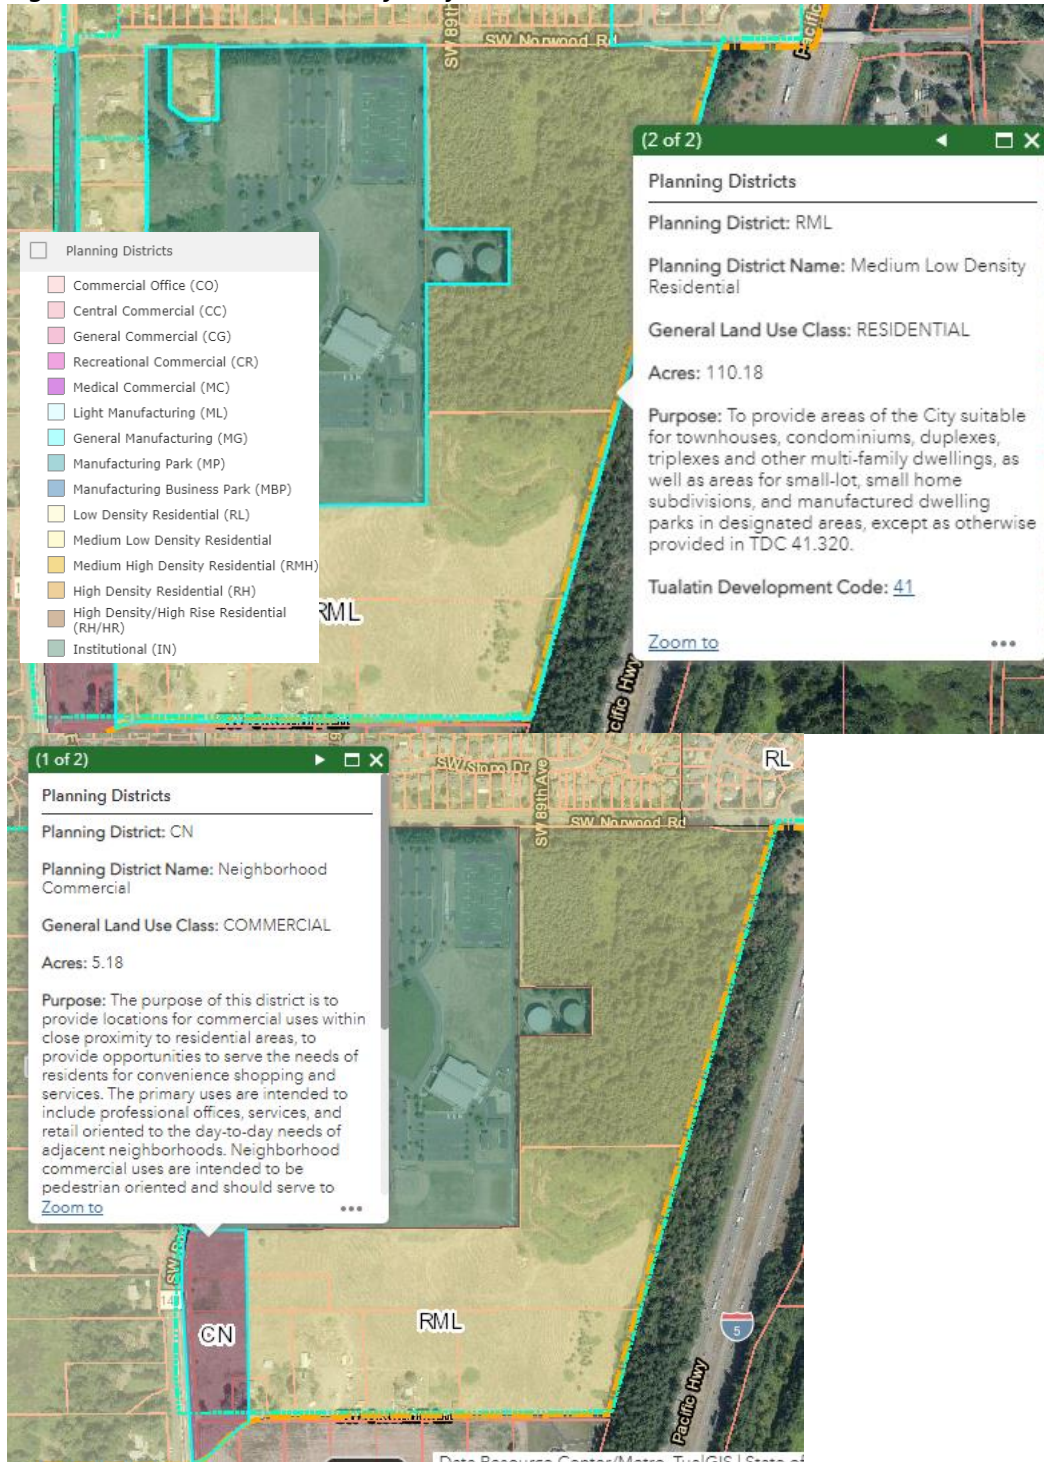 SW Norwood Rd
SW 89th
Pacific
(2 of 2)
Planning Districts
Planning District: RML
Planning District Name: Medium Low Density
Residential
General Land Use Class: RESIDENTIAL
Acres: 110.18
Purpose: To provide areas of the City suitable
for townhouses, condominiums, duplexes,
triplexes and other multi-family dwellings, as
well as areas for small-lot, small home
subdivisions, and manufactured dwelling
parks in designated areas, except as otherwise
provided in TDC 41.320.
Tualatin Development Code: 41
Zoom to
Planning Districts
Commercial Office (CO)
Central Commercial (CC)
General Commercial (CG)
Recreational Commercial (CR)
Medical Commercial (MC)
Light Manufacturing (ML)
General Manufacturing (MG)
Manufacturing Park (MP)
Manufacturing Business Park (MBP)
Low Density Residential (RL)
Medium Low Density Residential
Medium High Density Residential (RMH)
High Density Residential (RH)
High Density/High Rise Residential
(RH/HR)
Institutional (IN)
RML
cific Hwy
(1 of 2)
Planning Districts
Planning District: CN
Planning District Name: Neighborhood
Commercial
General Land Use Class: COMMERCIAL
Acres: 5.18
Purpose: The purpose of this district is to
provide locations for commercial uses within
close proximity to residential areas, to
provide opportunities to serve the needs of
residents for convenience shopping and
services. The primary uses are intended to
include professional offices, services, and
retail oriented to the day-to-day needs of
adjacent neighborhoods. Neighborhood
commercial uses are intended to be
pedestrian oriented and should serve to
Zoom to
RL
SW 89th Ave
SW Norwood Rd
CN
RML
5
Pacific Hwy